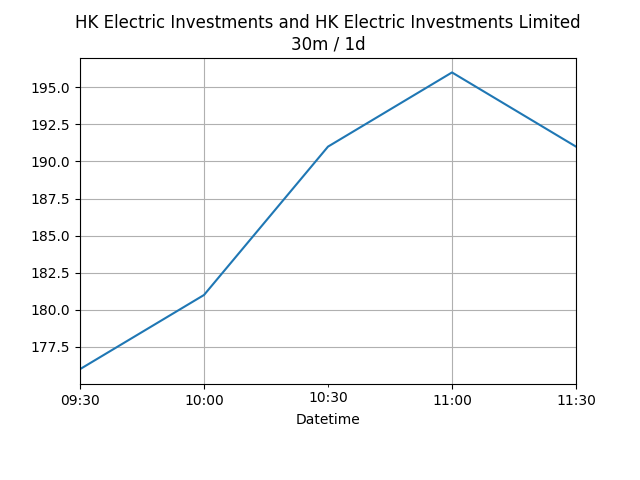 HK Electric Investments and HK Electric Investments Limited
30m / 1d
195.0
192.5
190.0
187.5
185.0
182.5
180.0
177.5
09:30 10:00 10:30 11:00 11:30
Datetime